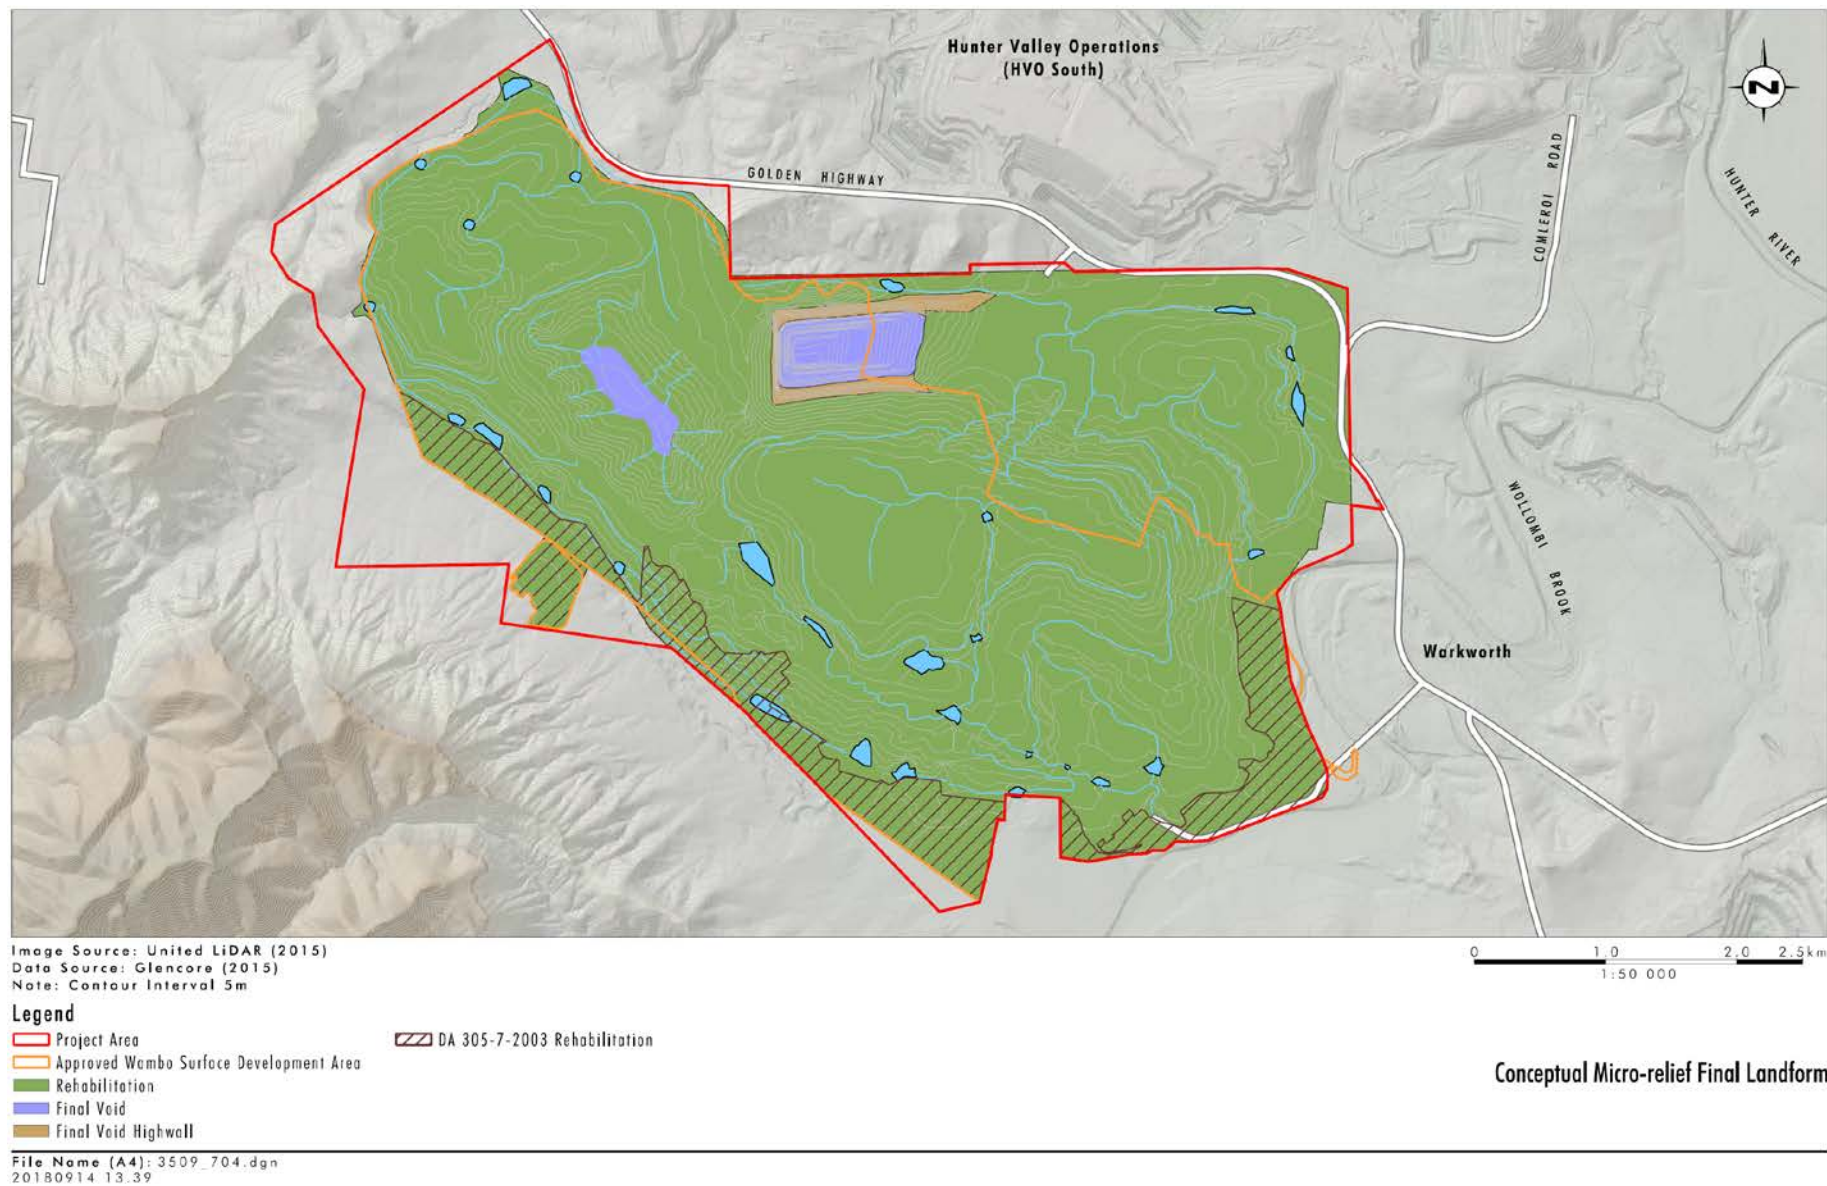 Hunter Valley Operations
(HVO South)
N
GOLDEN HIGHWAY
COMLEROI ROAD
HUNTER RIVER
WOLLOMBI BROOK
Warkworth
Image Source: United LiDAR (2015)
Data Source: Glencore (2015)
Note: Contour Interval 5m
0 1.0 2.0 2.5km
1:50 000
Legend
Project Area
Approved Wambo Surface Development Area
Rehabilitation
Final Void
Final Void Highwall
DA 305-7-2003 Rehabilitation
Conceptual Micro-relief Final Landform
File Name (A4): 3509_704.dgn
20180914 13.39